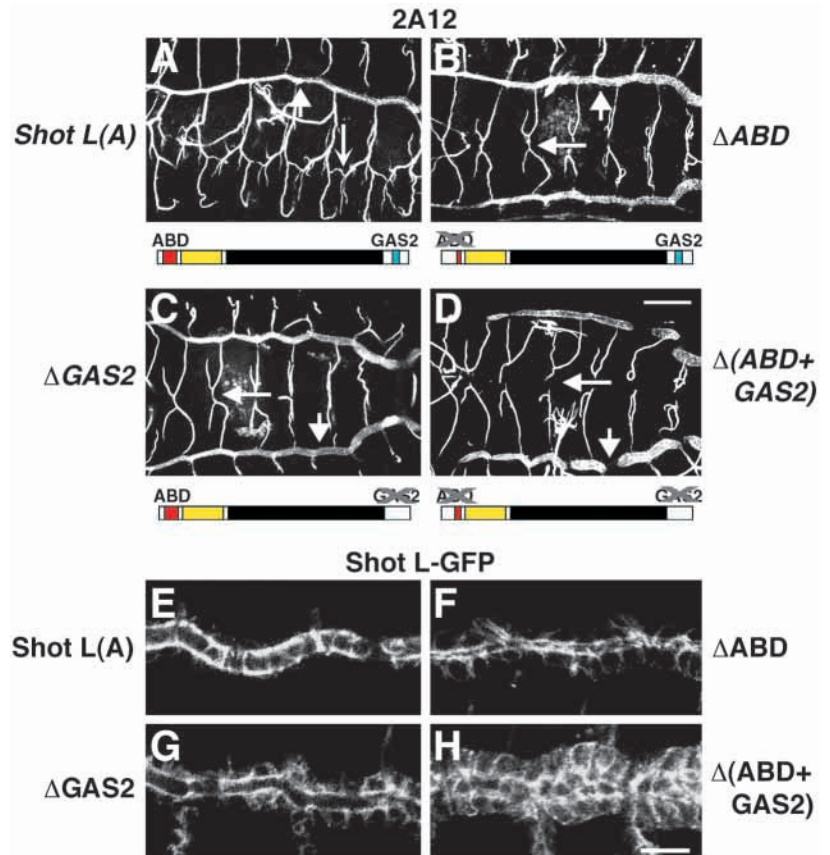 2A12
A
B
Shot L(A)
ΔABD
ABD
GAS2
ABD
GAS2
C
D
ΔGAS2
Δ(ABD+
GAS2)
ABD
GAS2
ABD
GAS2
Shot L-GFP
E
F
Shot L(A)
ΔABD
G
H
ΔGAS2
Δ(ABD+
GAS2)